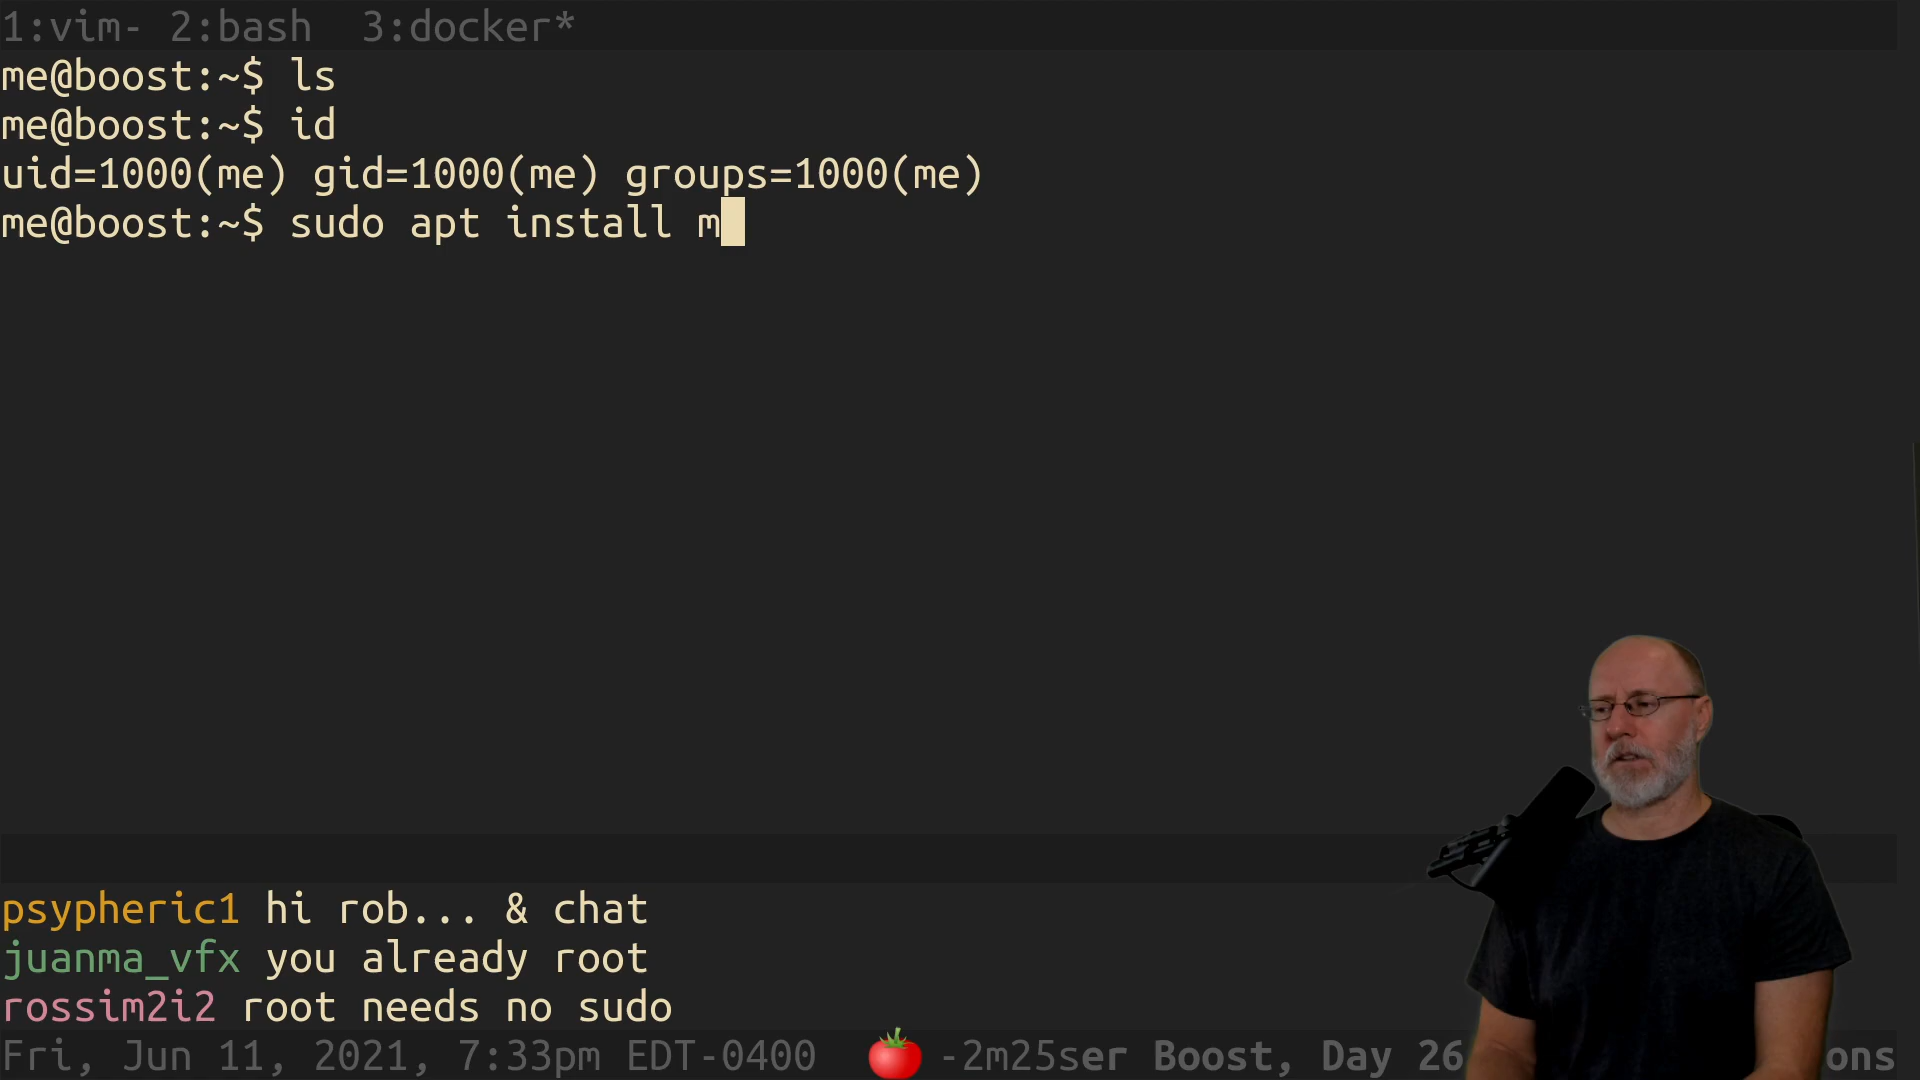 1:vim- 2:bash  3:docker*
me@boost:~$ ls
me@boost:~$ id
uid=1000(me) gid=1000(me) groups=1000(me)
me@boost:~$ sudo apt install m
psypheric1 hi rob... & chat
juanma_vfx you already root
rossim2i2 root needs no sudo
Fri, Jun 11, 2021, 7:33pm EDT-0400 🍅 -2m25ser Boost, Day 26 ons